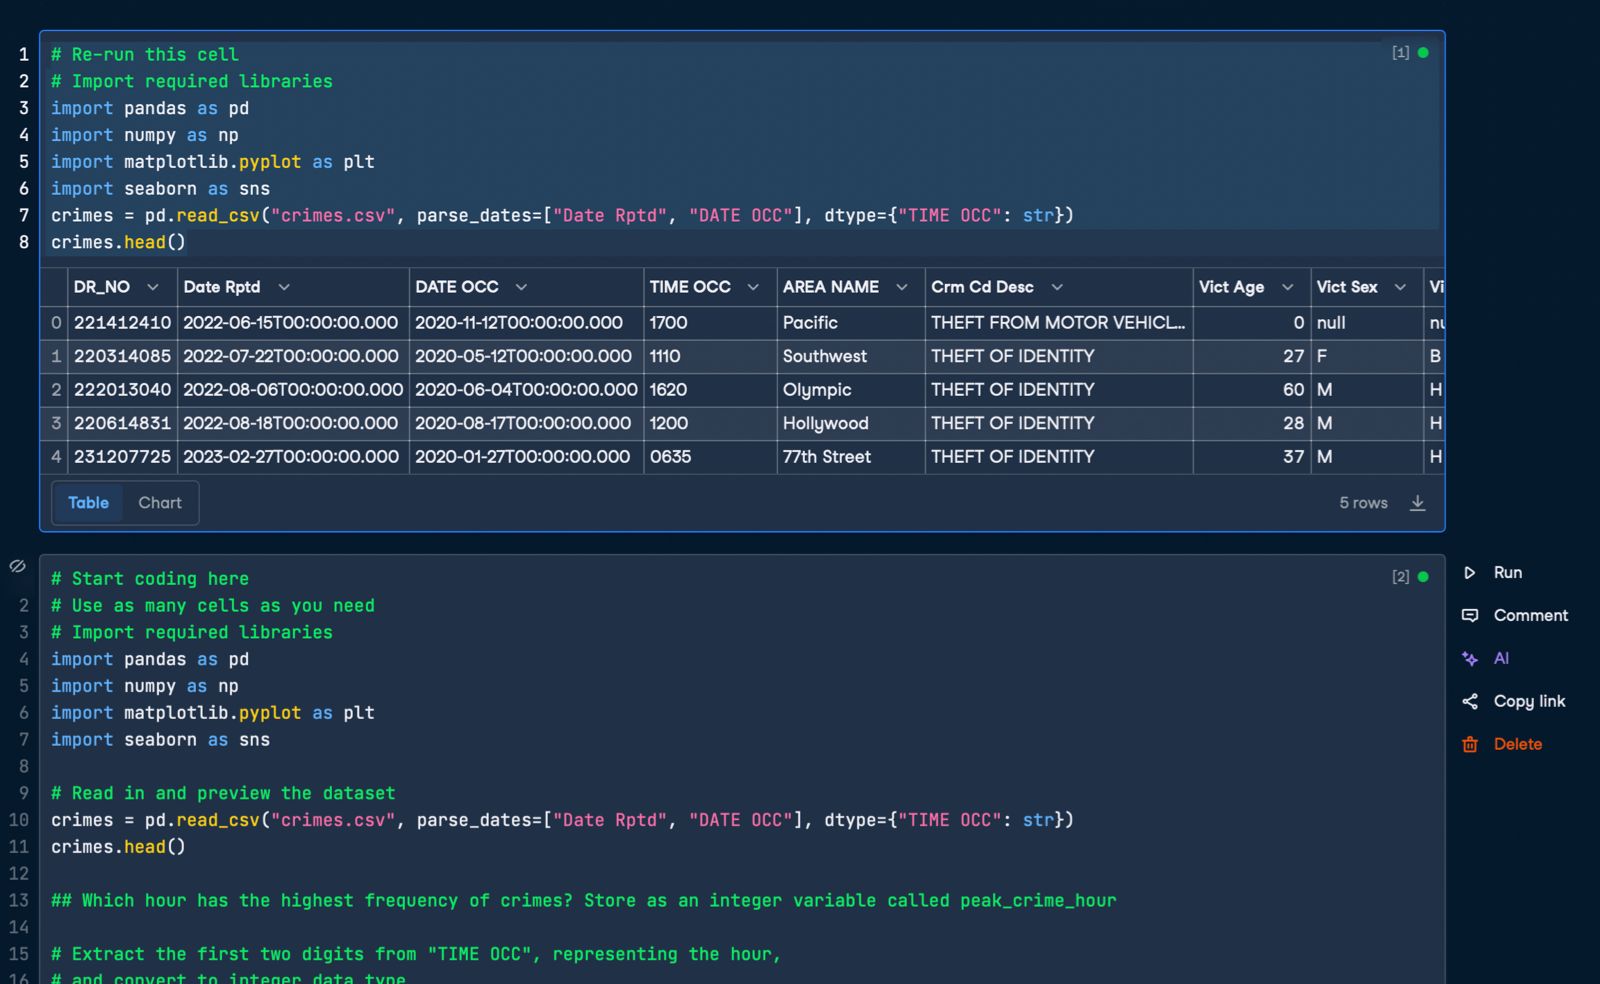 1 # Re-run this cell [1]
2 # Import required libraries
3 import pandas as pd
4 import numpy as np
5 import matplotlib.pyplot as plt
6 import seaborn as sns
7 crimes = pd.read_csv("crimes.csv", parse_dates=["Date Rptd", "DATE OCC"], dtype={"TIME OCC": str})
8 crimes.head()
DR_NO Date Rptd DATE OCC TIME OCC AREA NAME Crm Cd Desc Vict Age Vict Sex Vi
0 221412410 2022-06-15T00:00:00.000 2020-11-12T00:00:00.000 1700 Pacific THEFT FROM MOTOR VEHICL... 0 null nu
1 220314085 2022-07-22T00:00:00.000 2020-05-12T00:00:00.000 1110 Southwest THEFT OF IDENTITY 27 F B
2 222013040 2022-08-06T00:00:00.000 2020-06-04T00:00:00.000 1620 Olympic THEFT OF IDENTITY 60 M H
3 220614831 2022-08-18T00:00:00.000 2020-08-17T00:00:00.000 1200 Hollywood THEFT OF IDENTITY 28 M H
4 231207725 2023-02-27T00:00:00.000 2020-01-27T00:00:00.000 0635 77th Street THEFT OF IDENTITY 37 M H
Table Chart 5 rows
# Start coding here [2]
2 # Use as many cells as you need
3 # Import required libraries
4 import pandas as pd
5 import numpy as np
6 import matplotlib.pyplot as plt
7 import seaborn as sns
8
9 # Read in and preview the dataset
10 crimes = pd.read_csv("crimes.csv", parse_dates=["Date Rptd", "DATE OCC"], dtype={"TIME OCC": str})
11 crimes.head()
12
13 ## Which hour has the highest frequency of crimes? Store as an integer variable called peak_crime_hour
14
15 # Extract the first two digits from "TIME OCC", representing the hour,
16 # and convert to integer data type
Run
Comment
AI
Copy link
Delete